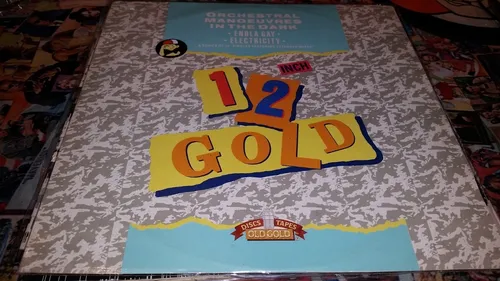 ORCHESTRAL
MANOEUVRES
IN THE DARK
• ENOLA GAY •
• ELECTRICITY •
INCH
12
GOLD
DISCS TAPES
OLD GOLD